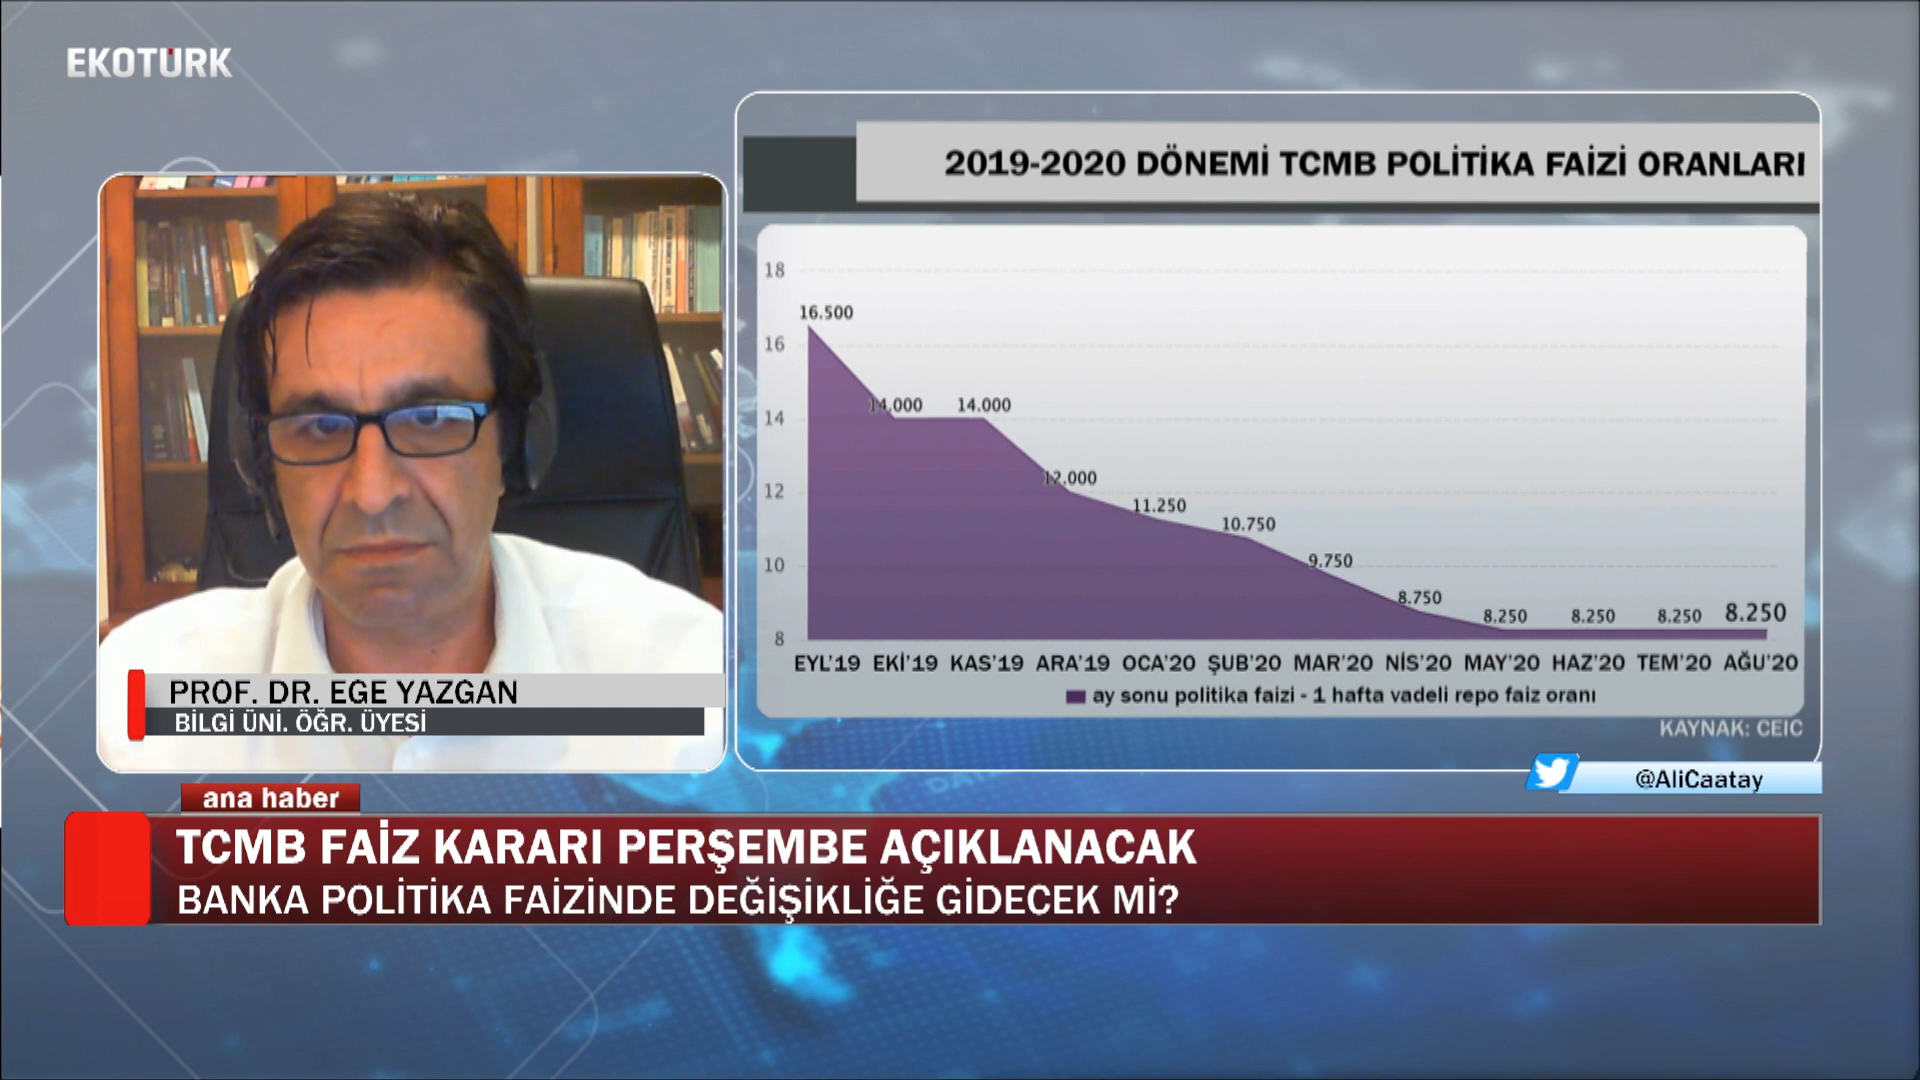 EKOTÜRK
2019-2020 DÖNEMİ TCMB POLİTİKA FAİZİ ORANLARI
18
16
14
12
10
8
16.500
14.000
14.000
12.000
11.250
10.750
9.750
8.750
8.250
8.250
8.250
8.250
EYL'19 EKİ'19 KAS'19 ARA'19 OCA'20 ŞUB'20 MAR'20 NİS'20 MAY'20 HAZ'20 TEM'20 AĞU'20
ay sonu politika faizi - 1 hafta vadeli repo faiz oranı
KAYNAK: CEIC
PROF. DR. EGE YAZGAN
BİLGİ ÜNİ. ÖĞR. ÜYESİ
@AliCaatay
ana haber
TCMB FAİZ KARARI PERŞEMBE AÇIKLANACAK
BANKA POLİTİKA FAİZİNDE DEĞİŞİKLİĞE GİDECEK Mİ?